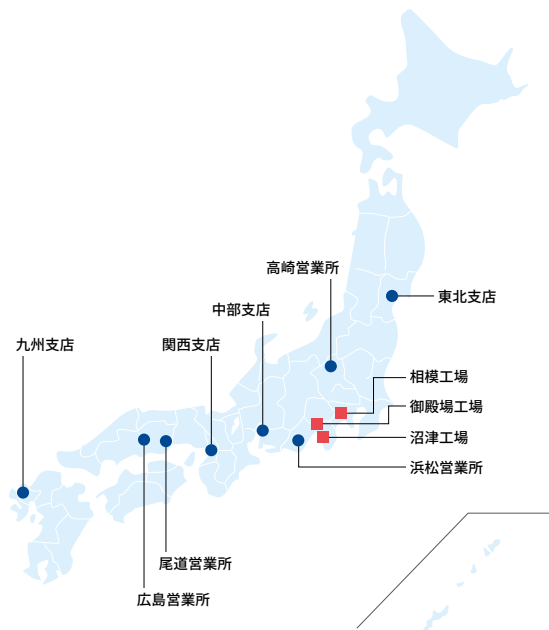 高崎営業所
東北支店
中部支店
九州支店
関西支店
相模工場
御殿場工場
沼津工場
浜松営業所
尾道営業所
広島営業所